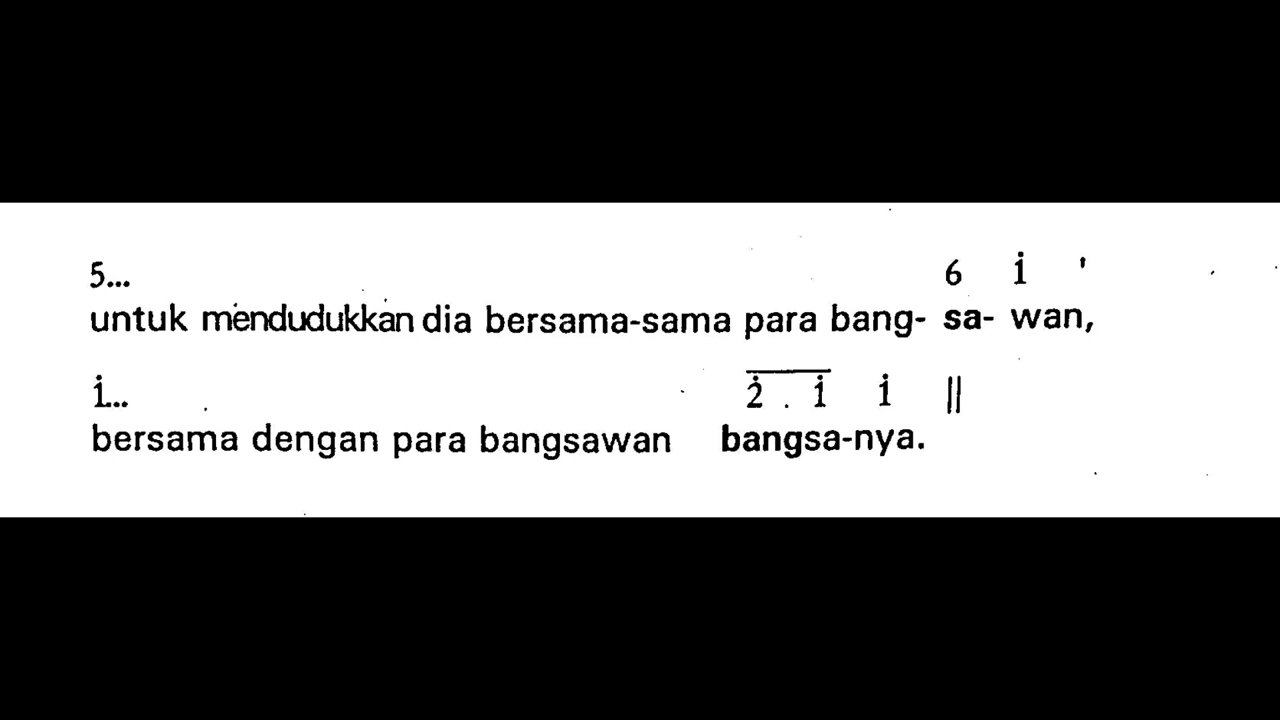 5... 6 i̇ '
untuk mendudukkan dia bersama-sama para bang- sa- wan,
i̇... 2̇ . i̇ i̇ ||
bersama dengan para bangsawan bangsa-nya.